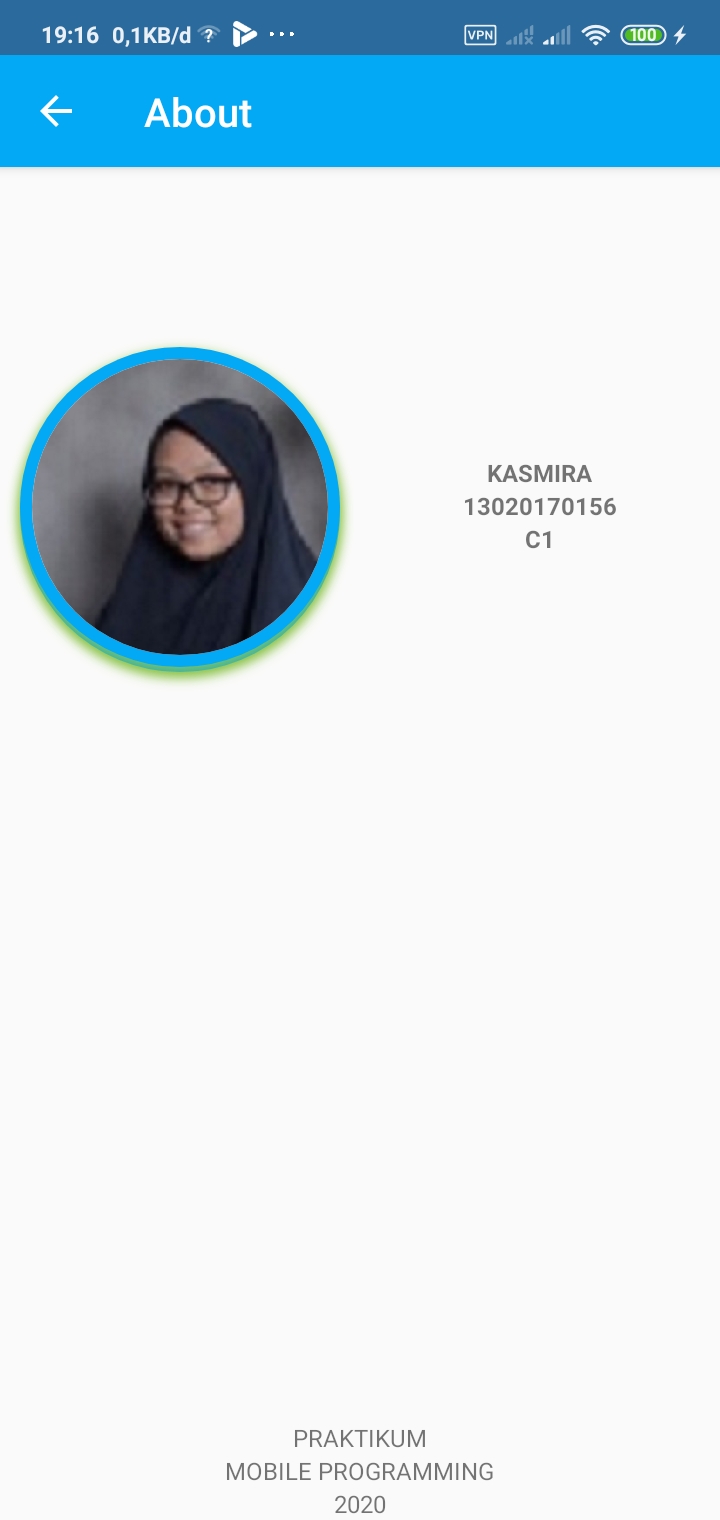 19:16 0,1KB/d ? ··· VPN 100
About
KASMIRA
13020170156
C1
PRAKTIKUM
MOBILE PROGRAMMING
2020